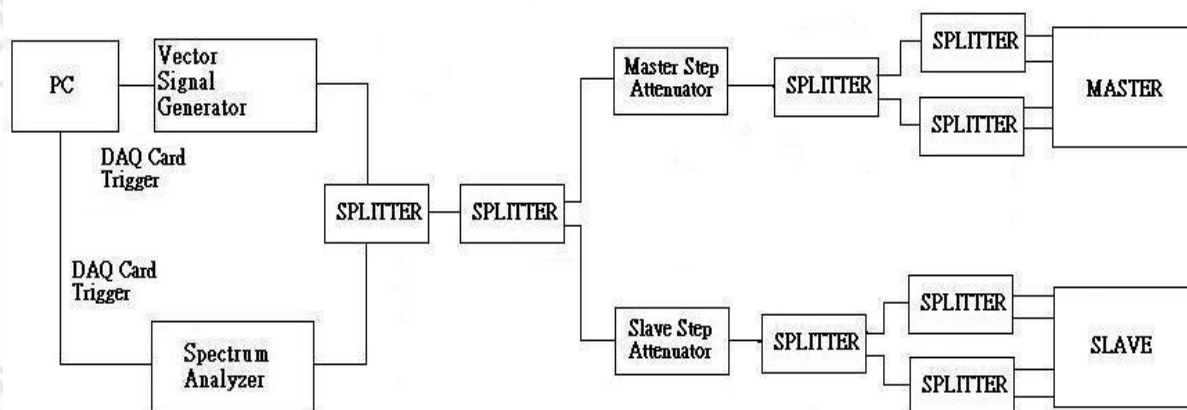 PC
Vector
Signal
Generator
DAQ Card
Trigger
DAQ Card
Trigger
Spectrum
Analyzer
SPLITTER
SPLITTER
Master Step
Attenuator
SPLITTER
SPLITTER
SPLITTER
MASTER
Slave Step
Attenuator
SPLITTER
SPLITTER
SPLITTER
SLAVE